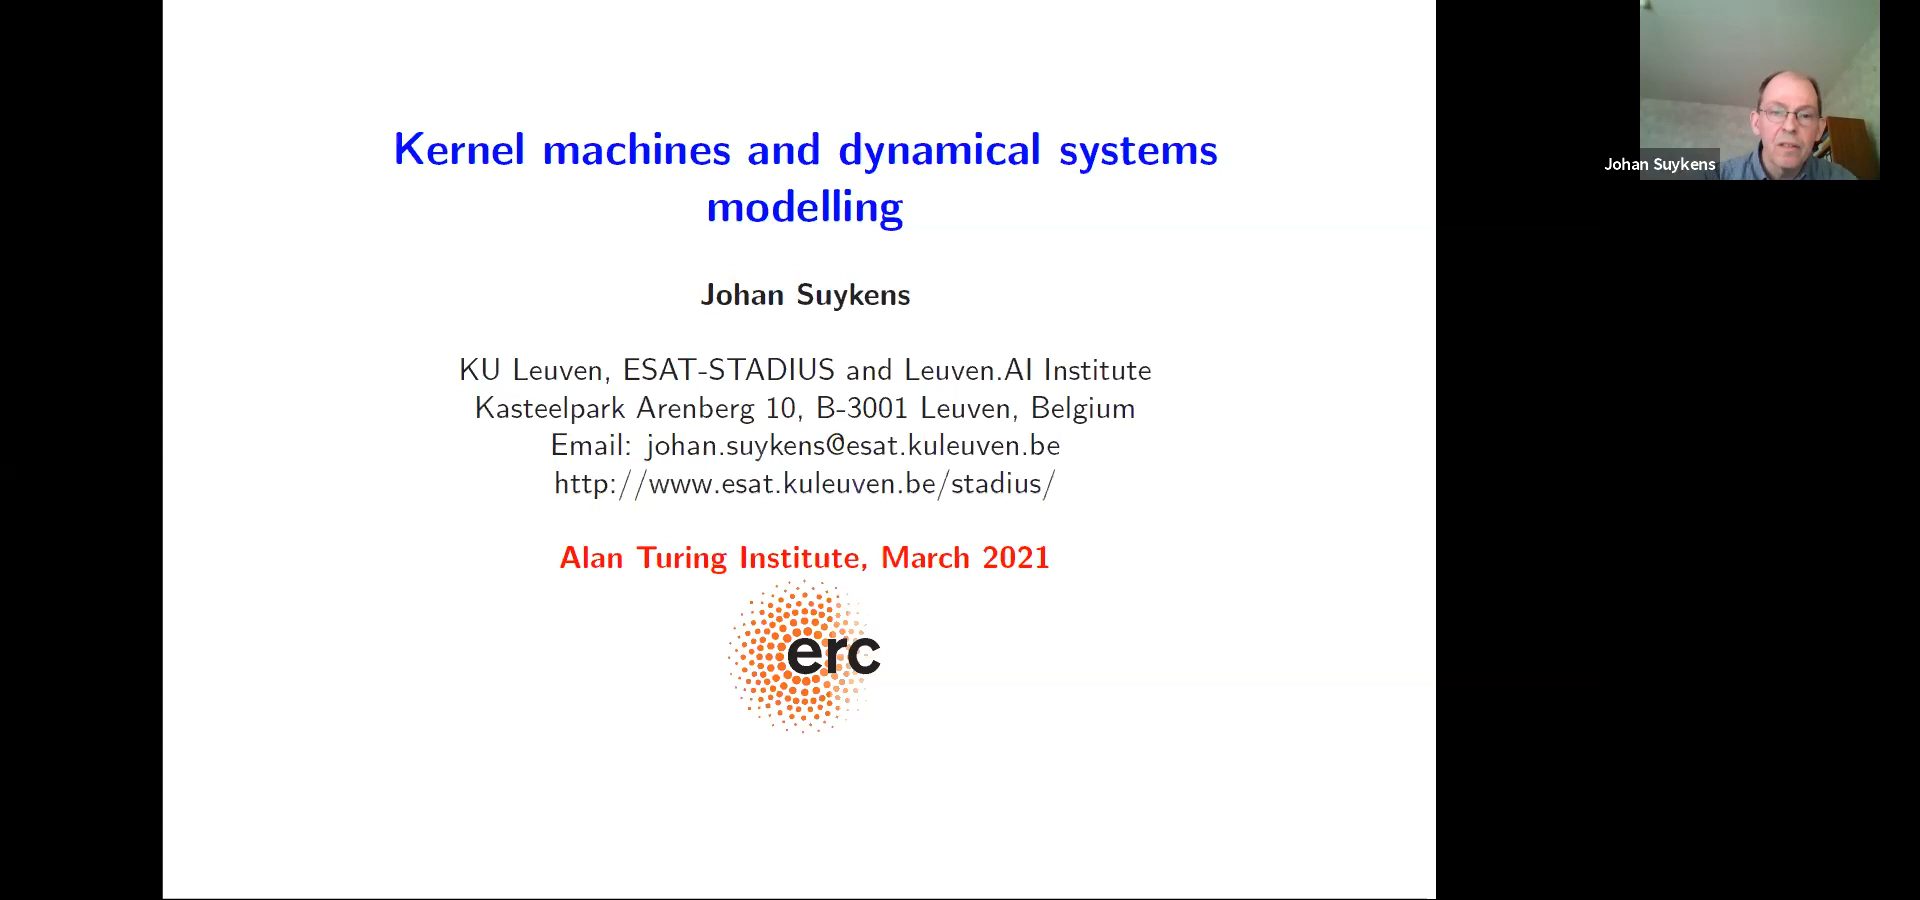 Kernel machines and dynamical systems
modelling
Johan Suykens
KU Leuven, ESAT-STADIUS and Leuven.AI Institute
Kasteelpark Arenberg 10, B-3001 Leuven, Belgium
Email: johan.suykens@esat.kuleuven.be
http://www.esat.kuleuven.be/stadius/
Alan Turing Institute, March 2021
erc
Johan Suykens